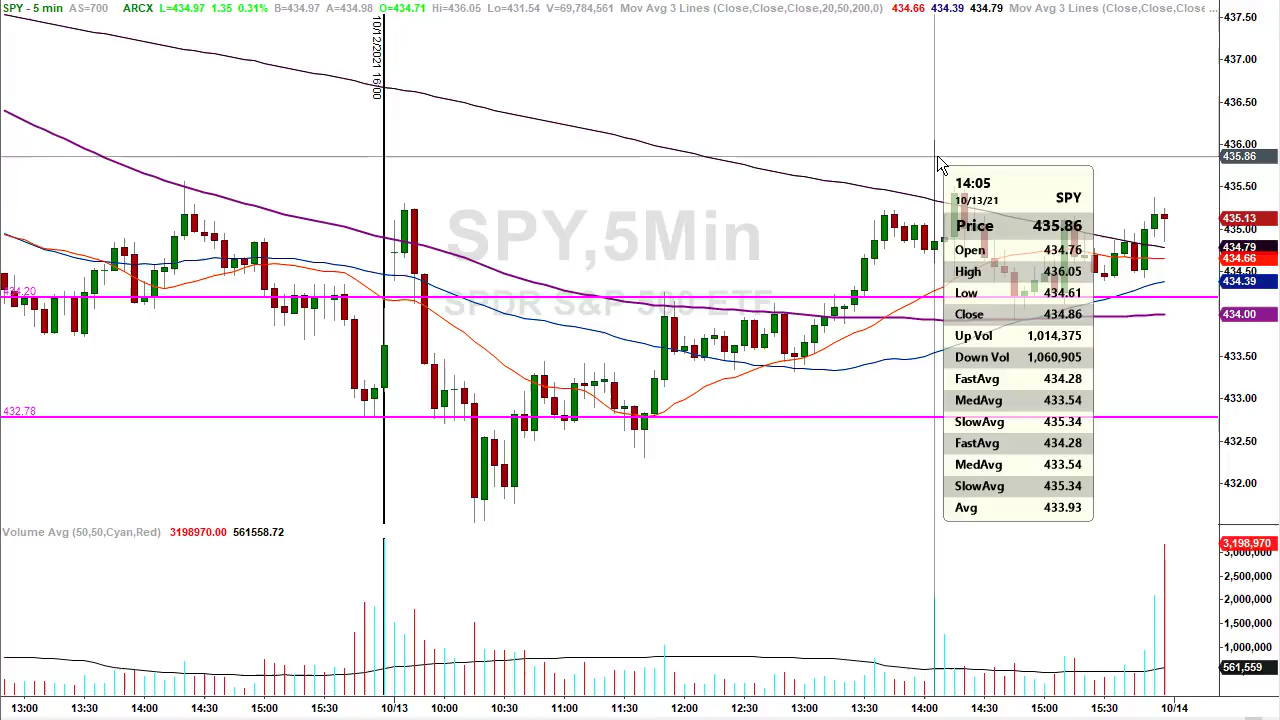 SPY - 5 min AS=700 ARCX L=434.97 1.35 0.31% B=434.97 A=434.98 O=434.71 Hi=436.05 Lo=431.54 V=69,784,561 Mov Avg 3 Lines (Close,Close,Close,20,50,200,0) 434.66 434.39 434.79 Mov Avg 3 Lines (Close,Close,Close ...
10/12/2021 16:00
SPY,5Min
SPDR S&P 500 ETF
434.20
432.78
14:05
10/13/21 SPY
Price 435.86
Open 434.76
High 436.05
Low 434.61
Close 434.86
Up Vol 1,014,375
Down Vol 1,060,905
FastAvg 434.28
MedAvg 433.54
SlowAvg 435.34
FastAvg 434.28
MedAvg 433.54
SlowAvg 435.34
Avg 433.93
437.50
437.00
436.50
436.00
435.86
435.50
435.13
435.00
434.79
434.66
434.50
434.39
434.00
433.50
433.00
432.50
432.00
Volume Avg (50,50,Cyan,Red) 3198970.00 561558.72
3,198,970
3,000,000
2,500,000
2,000,000
1,500,000
1,000,000
561,559
13:00 13:30 14:00 14:30 15:00 15:30 10/13 10:00 10:30 11:00 11:30 12:00 12:30 13:00 13:30 14:00 14:30 15:00 15:30 10/14